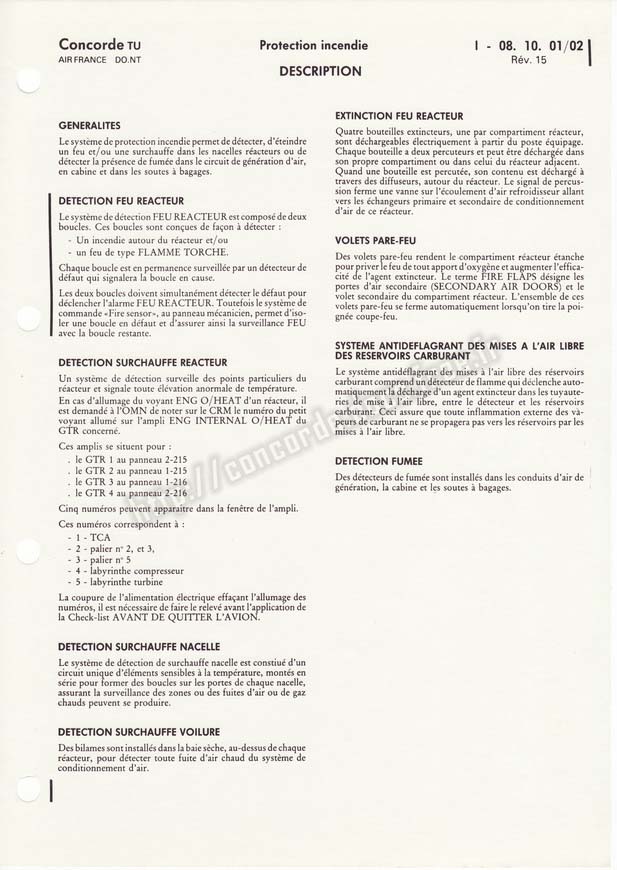 Concorde TU
AIR FRANCE DO.NT
Protection incendie
DESCRIPTION
I - 08. 10. 01/02
Rév. 15
GENERALITES
Le système de protection incendie permet de détecter, d'éteindre
un feu et/ou une surchauffe dans les nacelles réacteurs ou de
détecter la présence de fumée dans le circuit de génération d'air,
en cabine et dans les soutes à bagages.
DETECTION FEU REACTEUR
Le système de détection FEU REACTEUR est composé de deux
boucles. Ces boucles sont conçues de façon à détecter :
- Un incendie autour du réacteur et/ou
- un feu de type FLAMME TORCHE.
Chaque boucle est en permanence surveillée par un détecteur de
défaut qui signalera la boucle en cause.
Les deux boucles doivent simultanément détecter le défaut pour
déclencher l'alarme FEU REACTEUR. Toutefois le système de
commande «Fire sensor», au panneau mécanicien, permet d'iso-
ler une boucle en défaut et d'assurer ainsi la surveillance FEU
avec la boucle restante.
DETECTION SURCHAUFFE REACTEUR
Un système de détection surveille des points particuliers du
réacteur et signale toute élévation anormale de température.
En cas d'allumage du voyant ENG O/HEAT d'un réacteur, il
est demandé à l'OMN de noter sur le CRM le numéro du petit
voyant allumé sur l'ampli ENG INTERNAL O/HEAT du
GTR concerné.
Ces amplis se situent pour :
. le GTR 1 au panneau 2-215
. le GTR 2 au panneau 1-215
. le GTR 3 au panneau 1-216
. le GTR 4 au panneau 2-216
Cinq numéros peuvent apparaitre dans la fenêtre de l'ampli.
Ces numéros correspondent à :
- 1 - TCA
- 2 - palier n° 2, et 3,
- 3 - palier n° 5
- 4 - labyrinthe compresseur
- 5 - labyrinthe turbine
La coupure de l'alimentation électrique effaçant l'allumage des
numéros, il est nécessaire de faire le relevé avant l'application de
la Check-list AVANT DE QUITTER L'AVION.
DETECTION SURCHAUFFE NACELLE
Le système de détection de surchauffe nacelle est constiué d'un
circuit unique d'éléments sensibles à la température, montés en
série pour former des boucles sur les portes de chaque nacelle,
assurant la surveillance des zones ou des fuites d'air ou de gaz
chauds peuvent se produire.
DETECTION SURCHAUFFE VOILURE
Des bilames sont installés dans la baie sèche, au-dessus de chaque
réacteur, pour détecter toute fuite d'air chaud du système de
conditionnement d'air.
EXTINCTION FEU REACTEUR
Quatre bouteilles extincteurs, une par compartiment réacteur,
sont déchargeables électriquement à partir du poste équipage.
Chaque bouteille a deux percuteurs et peut être déchargée dans
son propre compartiment ou dans celui du réacteur adjacent.
Quand une bouteille est percutée, son contenu est déchargé à
travers des diffuseurs, autour du réacteur. Le signal de percus-
sion ferme une vanne sur l'écoulement d'air refroidisseur allant
vers les échangeurs primaire et secondaire de conditionnement
d'air de ce réacteur.
VOLETS PARE-FEU
Des volets pare-feu rendent le compartiment réacteur étanche
pour priver le feu de tout apport d'oxygène et augmenter l'effica-
cité de l'agent extincteur. Le terme FIRE FLAPS désigne les
portes d'air secondaire (SECONDARY AIR DOORS) et le
volet secondaire du compartiment réacteur. L'ensemble de ces
volets pare-feu se ferme automatiquement lorsqu'on tire la poi-
gnée coupe-feu.
SYSTEME ANTIDEFLAGRANT DES MISES A L'AIR LIBRE
DES RESERVOIRS CARBURANT
Le système antidéflagrant des mises à l'air libre des réservoirs
carburant comprend un détecteur de flamme qui déclenche auto-
matiquement la décharge d'un agent extincteur dans les tuyaute-
ries de mise à l'air libre, entre le détecteur et les réservoirs
carburant. Ceci assure que toute inflammation externe des va-
peurs de carburant ne se propagera pas vers les réservoirs par les
mises à l'air libre.
DETECTION FUMEE
Des détecteurs de fumée sont installés dans les conduits d'air de
génération, la cabine et les soutes à bagages.